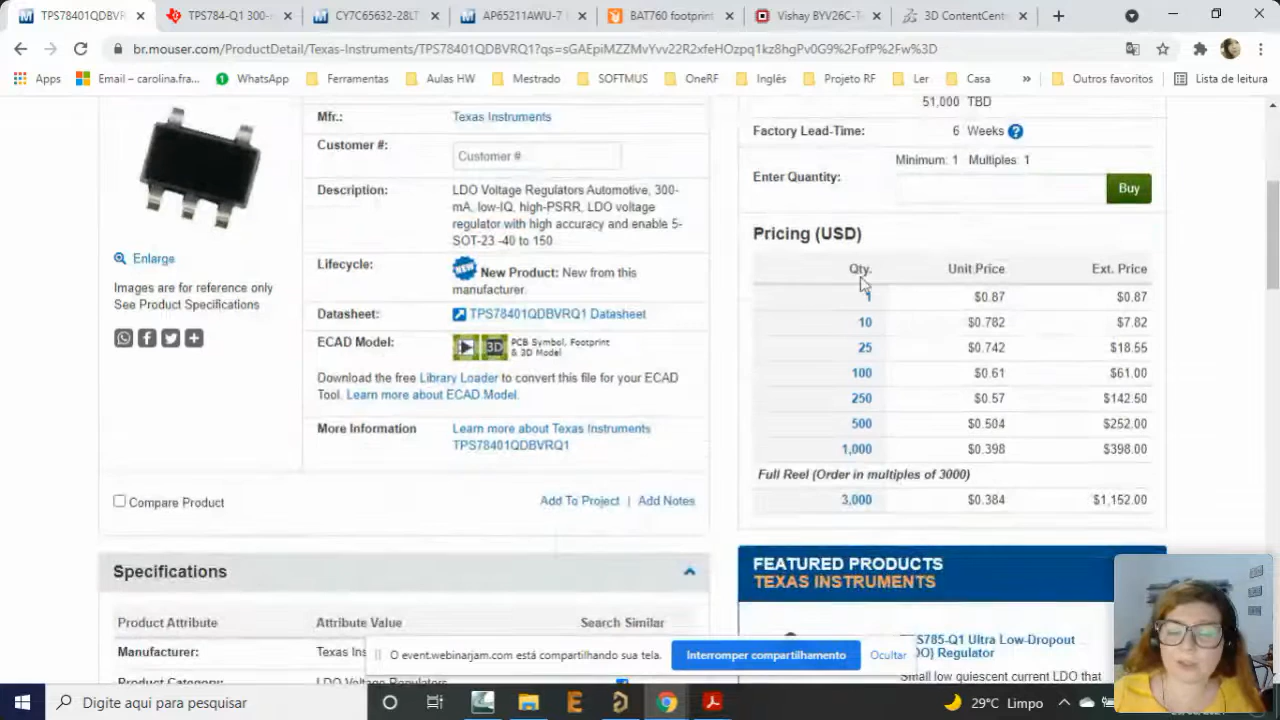 TPS78401QDBVR
TPS784-Q1 300-
CY7C65632-28LT
AP65211AWU-7
BAT760 footprint
Vishay BYV26C-T
3D ContentCent
br.mouser.com/ProductDetail/Texas-Instruments/TPS78401QDBVRQ1?qs=sGAEpiMZZMvYvv22R2xfeHOzpq1kz8hgPv0G9%2FofP%2Fw%3D
Apps
Email – carolina.fra...
WhatsApp
Ferramentas
Aulas HW
Mestrado
SOFTMUS
OneRF
Inglês
Projeto RF
Ler
Casa
»
Outros favoritos
Lista de leitura
Mfr.: Texas Instruments
Customer #: Customer #
Description: LDO Voltage Regulators Automotive, 300-
mA, low-IQ, high-PSRR, LDO voltage
regulator with high accuracy and enable 5-
SOT-23 -40 to 150
Enlarge
Images are for reference only
See Product Specifications
Lifecycle: NEW New Product: New from this
manufacturer.
Datasheet: TPS78401QDBVRQ1 Datasheet
ECAD Model: 3D PCB Symbol, Footprint
& 3D Model
Download the free Library Loader to convert this file for your ECAD
Tool. Learn more about ECAD Model.
More Information Learn more about Texas Instruments
TPS78401QDBVRQ1
Compare Product
Add To Project | Add Notes
51,000 TBD
Factory Lead-Time: 6 Weeks ?
Minimum: 1 Multiples: 1
Enter Quantity: Buy
Pricing (USD)
Qty. Unit Price Ext. Price
1 $0.87 $0.87
10 $0.782 $7.82
25 $0.742 $18.55
100 $0.61 $61.00
250 $0.57 $142.50
500 $0.504 $252.00
1,000 $0.398 $398.00
Full Reel (Order in multiples of 3000)
3,000 $0.384 $1,152.00
Specifications
Product Attribute Attribute Value Search Similar
Manufacturer: Texas Ins
Product Category: LDO Voltage Regulators
FEATURED PRODUCTS
TEXAS INSTRUMENTS
S785-Q1 Ultra Low-Dropout
DO) Regulator
Small low quiescent current LDO that
O event.webinarjam.com está compartilhando sua tela.
Interromper compartilhamento
Ocultar
Digite aqui para pesquisar
29°C Limpo